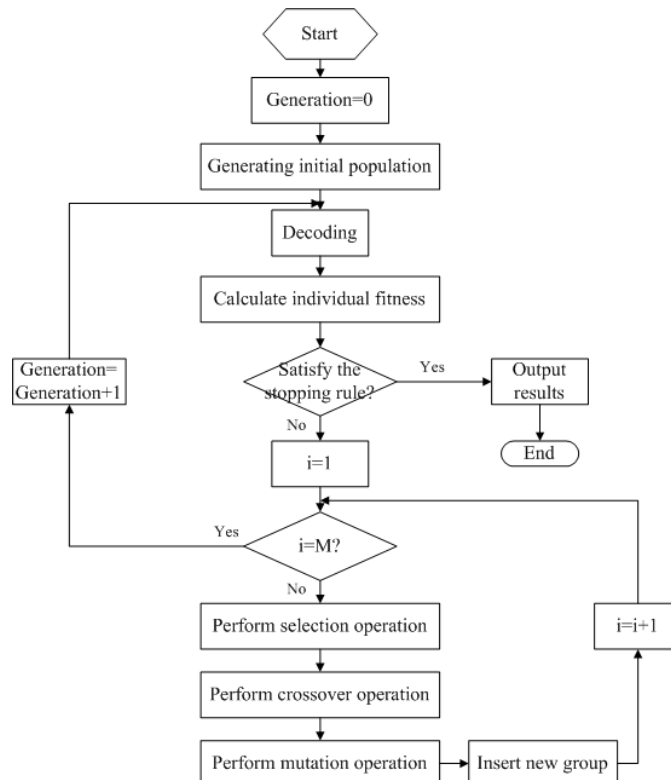 Start
Generation=0
Generating initial population
Decoding
Calculate individual fitness
Generation=
Generation+1
Satisfy the
stopping rule?
Yes
Output
results
No
End
i=1
Yes
i=M?
No
Perform selection operation
i=i+1
Perform crossover operation
Perform mutation operation
Insert new group